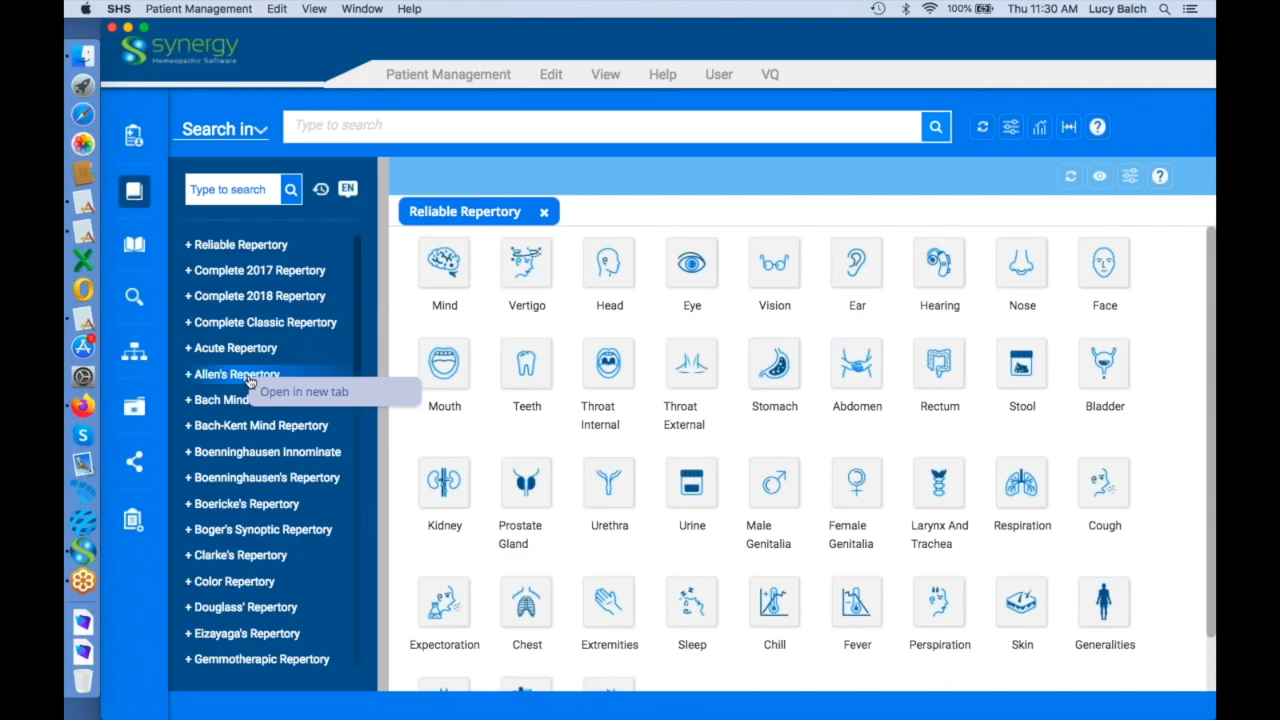 SHS Patient Management Edit View Window Help 100% Thu 11:30 AM Lucy Balch
synergy
Homeopathic Software
Patient Management Edit View Help User VQ
Search in Type to search ?
Type to search EN ?
Reliable Repertory x
+ Reliable Repertory
+ Complete 2017 Repertory
+ Complete 2018 Repertory
+ Complete Classic Repertory
+ Acute Repertory
+ Allen's Repertory
Open in new tab
+ Bach Mind
+ Bach-Kent Mind Repertory
+ Boenninghausen Innominate
+ Boenninghausen's Repertory
+ Boericke's Repertory
+ Boger's Synoptic Repertory
+ Clarke's Repertory
+ Color Repertory
+ Douglass' Repertory
+ Eizayaga's Repertory
+ Gemmotherapic Repertory
Mind Vertigo Head Eye Vision Ear Hearing Nose Face
Mouth Teeth Throat Internal Throat External Stomach Abdomen Rectum Stool Bladder
Kidney Prostate Gland Urethra Urine Male Genitalia Female Genitalia Larynx And Trachea Respiration Cough
Expectoration Chest Extremities Sleep Chill Fever Perspiration Skin Generalities